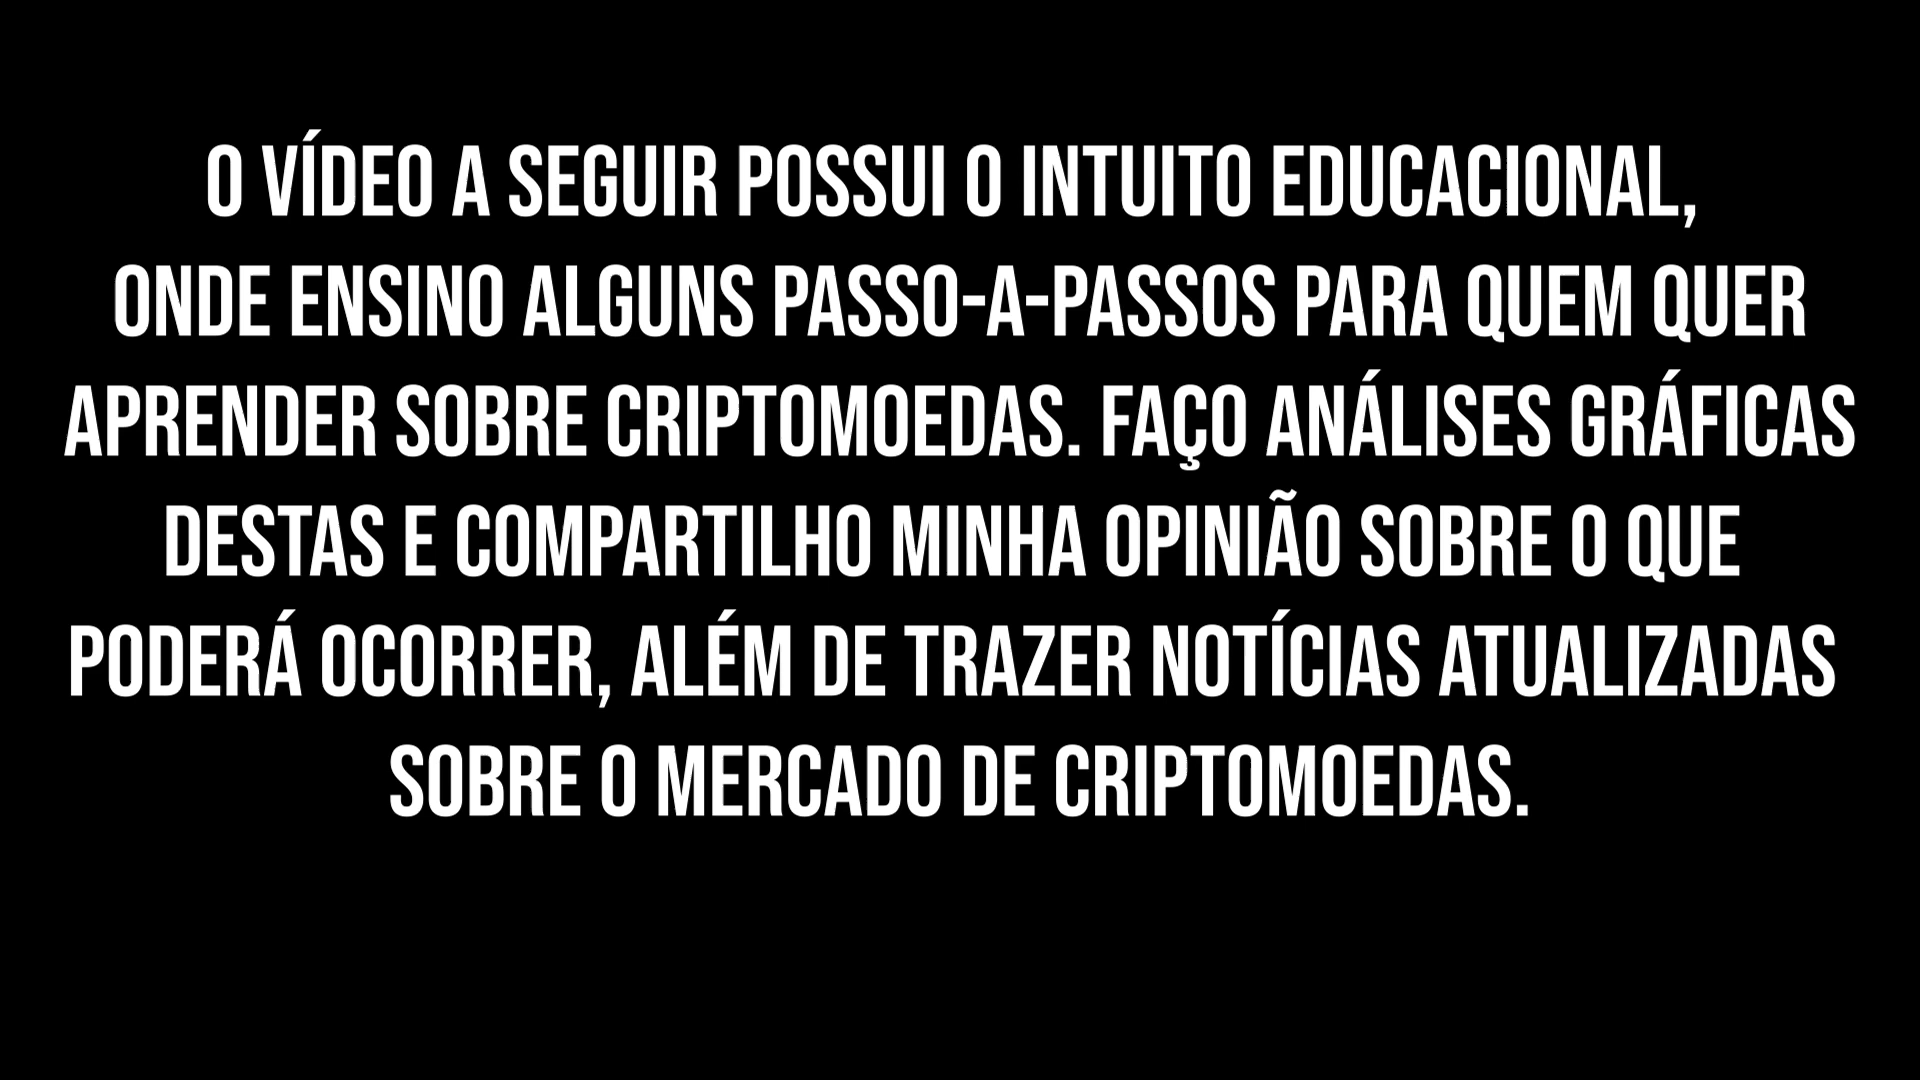 O VÍDEO A SEGUIR POSSUI O INTUITO EDUCACIONAL,
ONDE ENSINO ALGUNS PASSO-A-PASSOS PARA QUEM QUER
APRENDER SOBRE CRIPTOMOEDAS. FAÇO ANÁLISES GRÁFICAS
DESTAS E COMPARTILHO MINHA OPINIÃO SOBRE O QUE
PODERÁ OCORRER, ALÉM DE TRAZER NOTÍCIAS ATUALIZADAS
SOBRE O MERCADO DE CRIPTOMOEDAS.